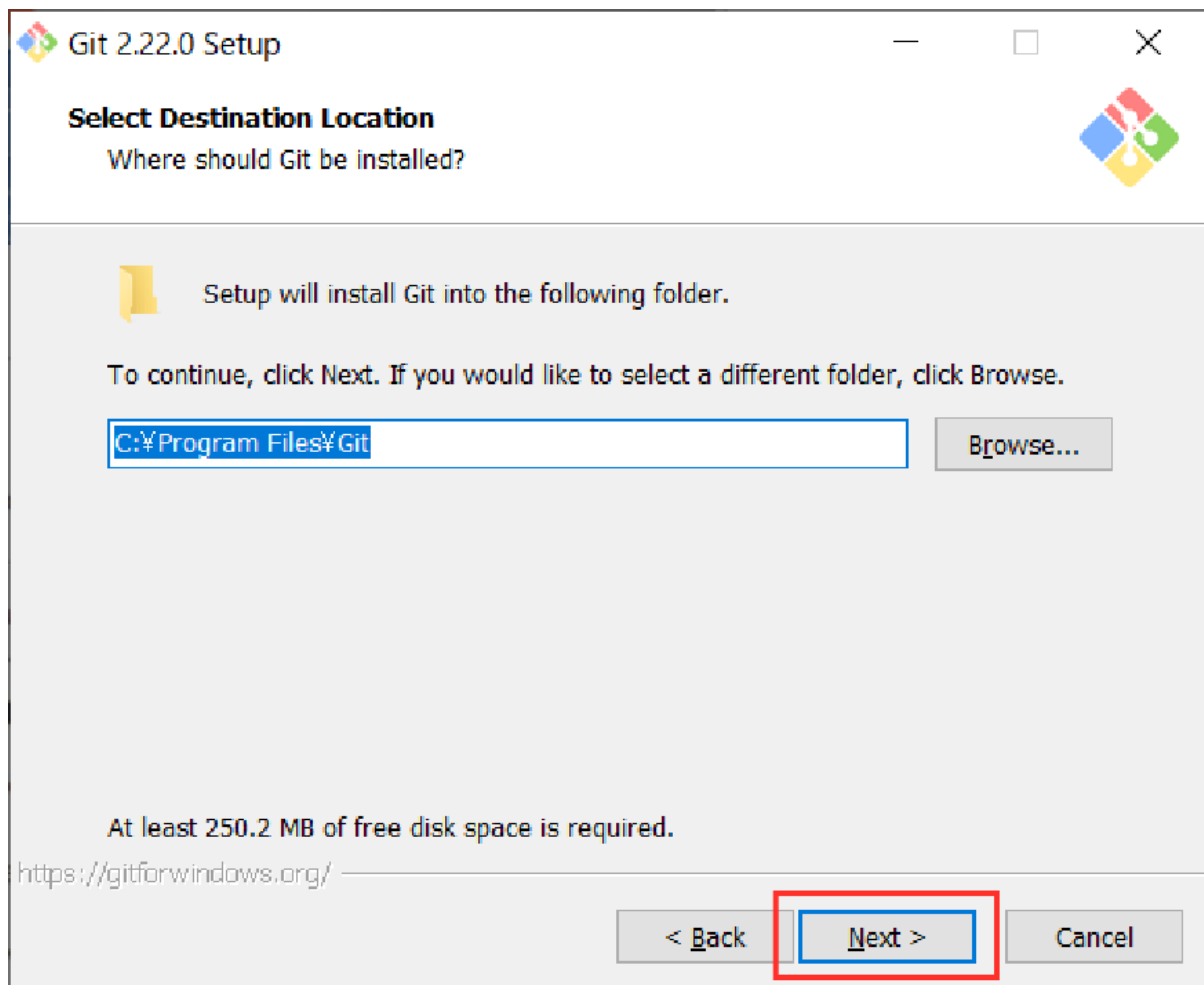 Git 2.22.0 Setup
Select Destination Location
Where should Git be installed?
Setup will install Git into the following folder.
To continue, click Next. If you would like to select a different folder, click Browse.
C:¥Program Files¥Git
Browse...
At least 250.2 MB of free disk space is required.
https://gitforwindows.org/
< Back
Next >
Cancel